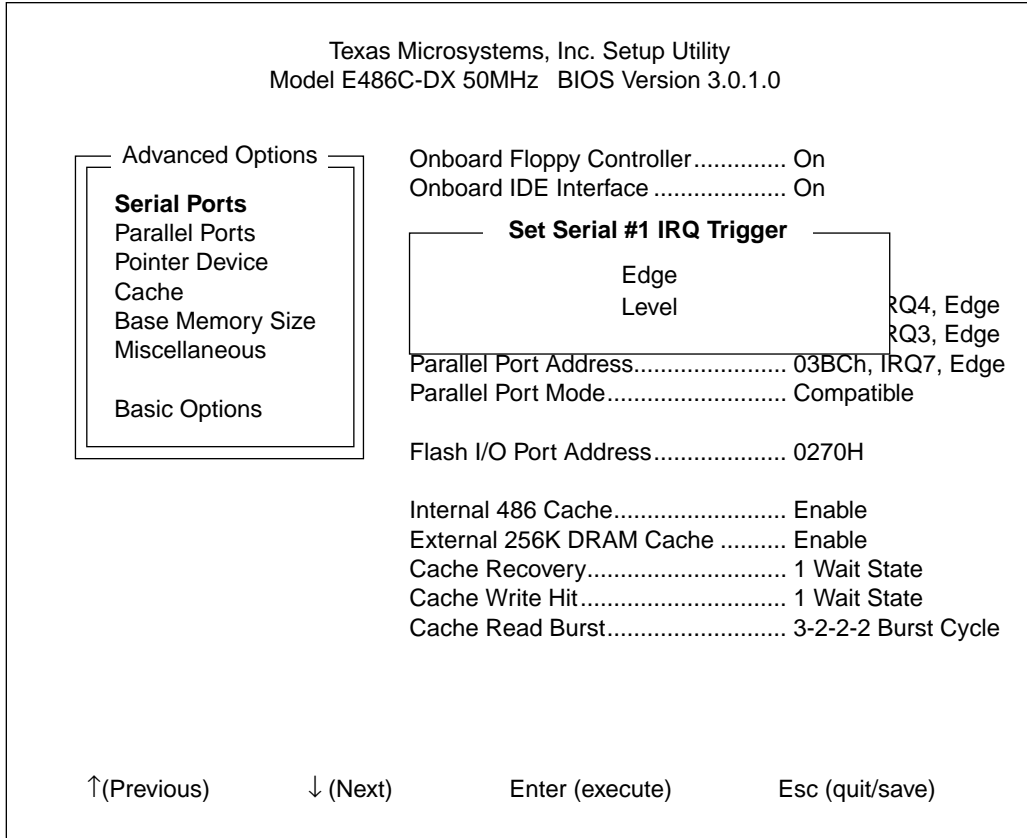 Texas Microsystems, Inc. Setup Utility
Model E486C-DX 50MHz BIOS Version 3.0.1.0
Advanced Options
Serial Ports
Parallel Ports
Pointer Device
Cache
Base Memory Size
Miscellaneous
Basic Options
Onboard Floppy Controller.............. On
Onboard IDE Interface .................... On
Set Serial #1 IRQ Trigger
Edge
Level
RQ4, Edge
RQ3, Edge
Parallel Port Address....................... 03BCh, IRQ7, Edge
Parallel Port Mode........................... Compatible
Flash I/O Port Address.................... 0270H
Internal 486 Cache.......................... Enable
External 256K DRAM Cache .......... Enable
Cache Recovery.............................. 1 Wait State
Cache Write Hit............................... 1 Wait State
Cache Read Burst........................... 3-2-2-2 Burst Cycle
↑(Previous) ↓ (Next) Enter (execute) Esc (quit/save)